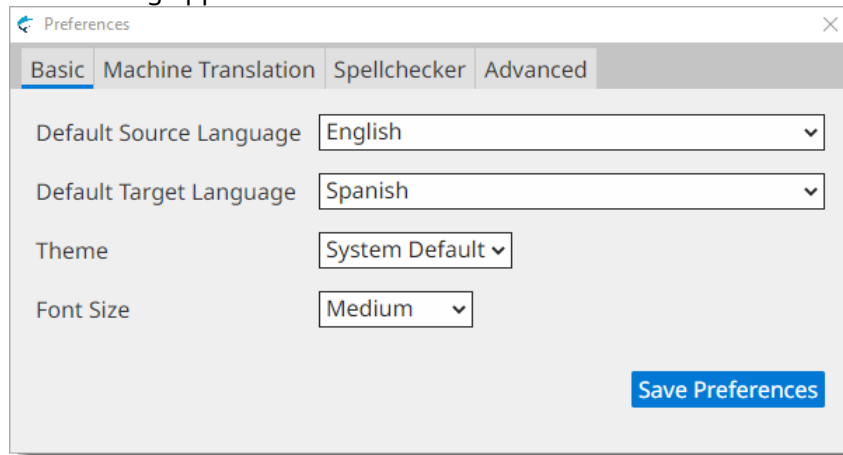 Preferences
Basic Machine Translation Spellchecker Advanced
Default Source Language English
Default Target Language Spanish
Theme System Default
Font Size Medium
Save Preferences